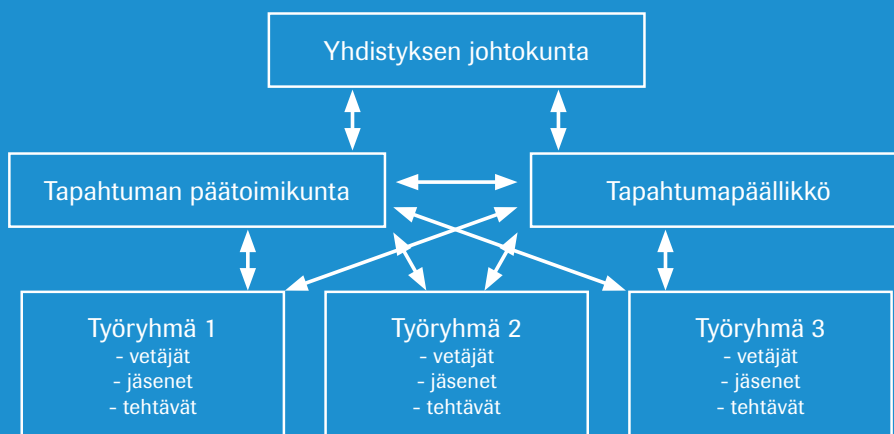 Yhdistyksen johtokunta
Tapahtuman päätoimikunta
Tapahtumapäällikkö
Työryhmä 1
- vetäjät
- jäsenet
- tehtävät
Työryhmä 2
- vetäjät
- jäsenet
- tehtävät
Työryhmä 3
- vetäjät
- jäsenet
- tehtävät